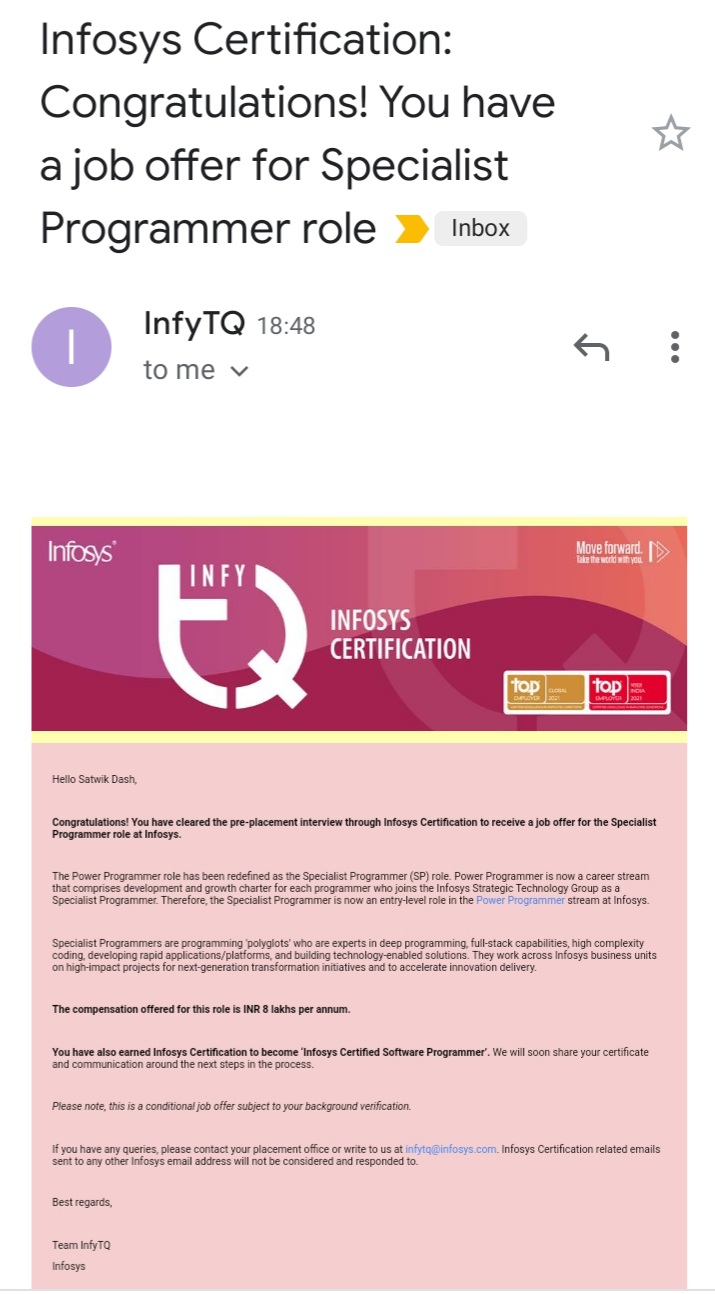 Infosys Certification:
Congratulations! You have
a job offer for Specialist
Programmer role Inbox
I
InfyTQ 18:48
to me
Infosys®
INFY
TQ
INFOSYS
CERTIFICATION
Move forward.
Take the world with you.
top
EMPLOYER
GLOBAL
2021
top
EMPLOYER
INDIA
2021
Hello Satwik Dash,
Congratulations! You have cleared the pre-placement interview through Infosys Certification to receive a job offer for the Specialist
Programmer role at Infosys.
The Power Programmer role has been redefined as the Specialist Programmer (SP) role. Power Programmer is now a career stream
that comprises development and growth charter for each programmer who joins the Infosys Strategic Technology Group as a
Specialist Programmer. Therefore, the Specialist Programmer is now an entry-level role in the Power Programmer stream at Infosys.
Specialist Programmers are programming 'polyglots' who are experts in deep programming, full-stack capabilities, high complexity
coding, developing rapid applications/platforms, and building technology-enabled solutions. They work across Infosys business units
on high-impact projects for next-generation transformation initiatives and to accelerate innovation delivery.
The compensation offered for this role is INR 8 lakhs per annum.
You have also earned Infosys Certification to become 'Infosys Certified Software Programmer'. We will soon share your certificate
and communication around the next steps in the process.
Please note, this is a conditional job offer subject to your background verification.
If you have any queries, please contact your placement office or write to us at infytq@infosys.com. Infosys Certification related emails
sent to any other Infosys email address will not be considered and responded to.
Best regards,
Team InfyTQ
Infosys